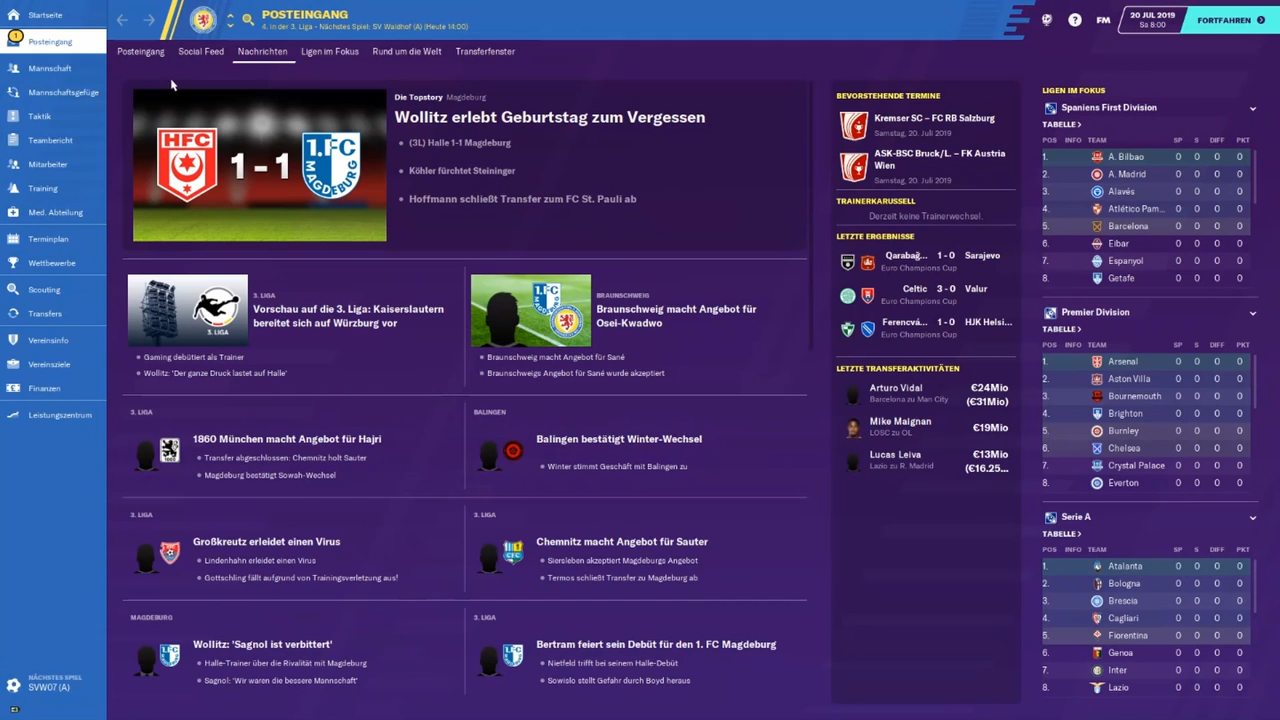 Startseite
1
Posteingang
Mannschaft
Mannschaftsgefüge
Taktik
Teambericht
Mitarbeiter
Training
Med. Abteilung
Terminplan
Wettbewerbe
Scouting
Transfers
Vereinsinfo
Vereinsziele
Finanzen
Leistungszentrum
NÄCHSTES SPIEL
SVW07 (A)
POSTEINGANG
4. in der 3. Liga - Nächstes Spiel: SV Waldhof (A) (Heute 14:00)
?
FM
20 JUL 2019
Sa 8:00
FORTFAHREN
Posteingang Social Feed Nachrichten Ligen im Fokus Rund um die Welt Transferfenster
HFC
1 - 1
1.FC
MAGDEBURG
Die Topstory Magdeburg
Wollitz erlebt Geburtstag zum Vergessen
(3L) Halle 1-1 Magdeburg
Köhler fürchtet Steininger
Hoffmann schließt Transfer zum FC St. Pauli ab
3. LIGA
3. LIGA
Vorschau auf die 3. Liga: Kaiserslautern
bereitet sich auf Würzburg vor
Gaming debütiert als Trainer
Wollitz: 'Der ganze Druck lastet auf Halle'
1.FC
BRAUNSCHWEIG
Braunschweig macht Angebot für
Osei-Kwadwo
Braunschweig macht Angebot für Sané
Braunschweigs Angebot für Sané wurde akzeptiert
3. LIGA
1860 München macht Angebot für Hajri
Transfer abgeschlossen: Chemnitz holt Sauter
Magdeburg bestätigt Sowah-Wechsel
BALINGEN
Balingen bestätigt Winter-Wechsel
Winter stimmt Geschäft mit Balingen zu
3. LIGA
Großkreutz erleidet einen Virus
Lindenhahn erleidet einen Virus
Gottschling fällt aufgrund von Trainingsverletzung aus!
3. LIGA
CFC
Chemnitz macht Angebot für Sauter
Siersleben akzeptiert Magdeburgs Angebot
Termos schließt Transfer zu Magdeburg ab
MAGDEBURG
Wollitz: 'Sagnol ist verbittert'
Halle-Trainer über die Rivalität mit Magdeburg
Sagnol: 'Wir waren die bessere Mannschaft'
3. LIGA
Bertram feiert sein Debüt für den 1. FC Magdeburg
Nietfeld trifft bei seinem Halle-Debüt
Sowislo stellt Gefahr durch Boyd heraus
BEVORSTEHENDE TERMINE
Kremser SC – FC RB Salzburg
Samstag, 20. Juli 2019
ASK-BSC Bruck/L. – FK Austria
Wien
Samstag, 20. Juli 2019
TRAINERKARUSSELL
Derzeit keine Trainerwechsel.
LETZTE ERGEBNISSE
Qarabağ... 1 - 0 Sarajevo
Euro Champions Cup
Celtic 3 - 0 Valur
Euro Champions Cup
Ferencvá... 1 - 0 HJK Helsi...
Euro Champions Cup
LETZTE TRANSFERAKTIVITÄTEN
Arturo Vidal €24Mio
Barcelona zu Man City (€31Mio)
Mike Maignan €19Mio
LOSC zu OL
Lucas Leiva €13Mio
Lazio zu R. Madrid (€16.25...
LIGEN IM FOKUS
Spaniens First Division
TABELLE >
POS INFO TEAM SP S DIFF PKT
1. A. Bilbao 0 0 0 0
2. A. Madrid 0 0 0 0
3. Alavés 0 0 0 0
4. Atlético Pam... 0 0 0 0
5. Barcelona 0 0 0 0
6. Eibar 0 0 0 0
7. Espanyol 0 0 0 0
8. Getafe 0 0 0 0
Premier Division
TABELLE >
POS INFO TEAM SP S DIFF PKT
1. Arsenal 0 0 0 0
2. Aston Villa 0 0 0 0
3. Bournemouth 0 0 0 0
4. Brighton 0 0 0 0
5. Burnley 0 0 0 0
6. Chelsea 0 0 0 0
7. Crystal Palace 0 0 0 0
8. Everton 0 0 0 0
Serie A
TABELLE >
POS INFO TEAM SP S DIFF PKT
1. Atalanta 0 0 0 0
2. Bologna 0 0 0 0
3. Brescia 0 0 0 0
4. Cagliari 0 0 0 0
5. Fiorentina 0 0 0 0
6. Genoa 0 0 0 0
7. Inter 0 0 0 0
8. Lazio 0 0 0 0